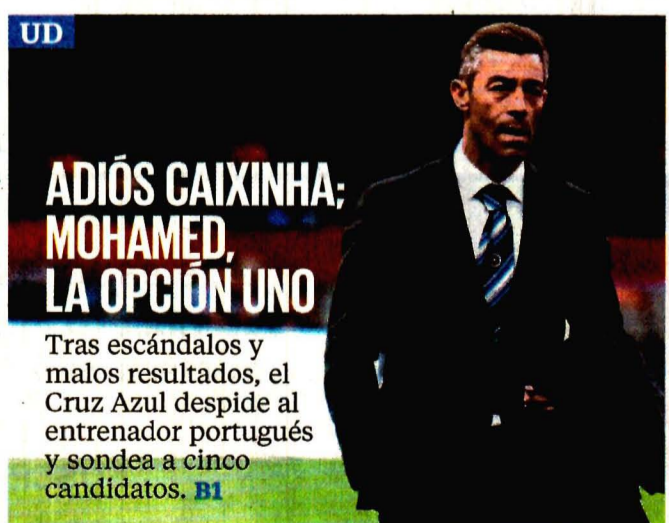 UD
ADIÓS CAIXINHA;
MOHAMED,
LA OPCIÓN UNO
Tras escándalos y
malos resultados, el
Cruz Azul despide al
entrenador portugués
y sondea a cinco
candidatos. B1